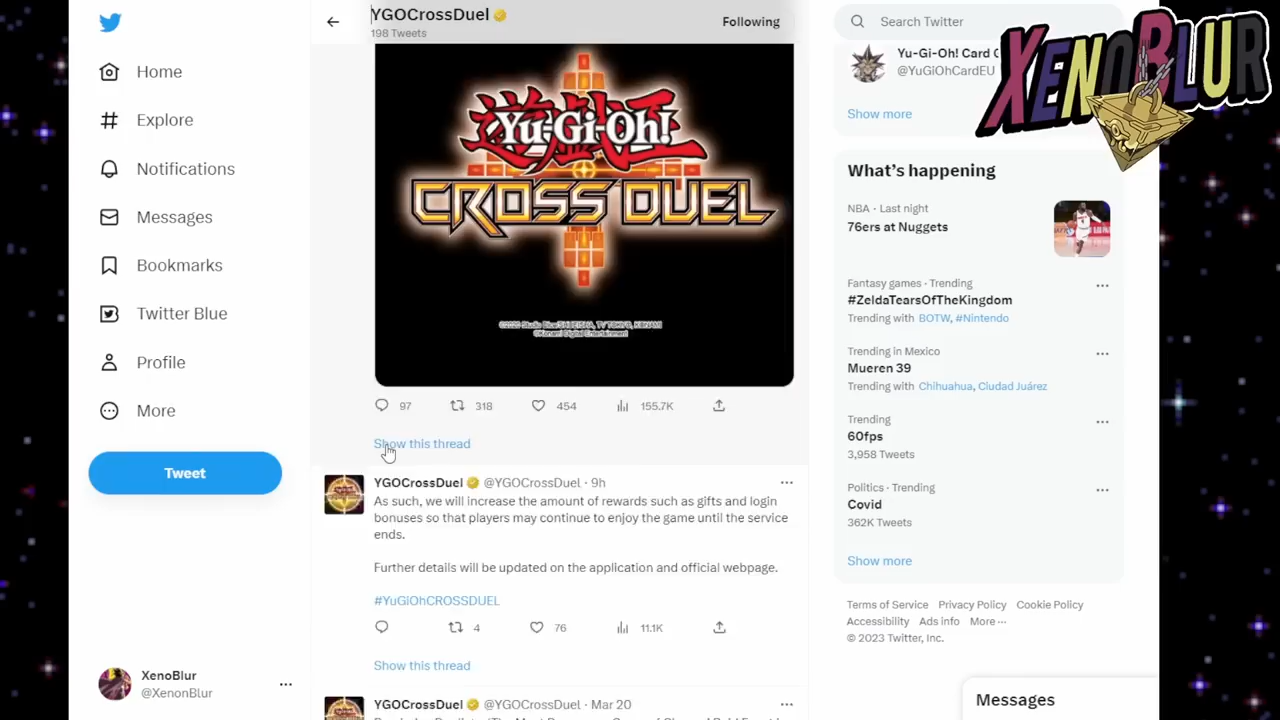 YGOCrossDuel
198 Tweets
Following
Search Twitter
Home
Explore
Notifications
Messages
Bookmarks
Twitter Blue
Profile
More
Tweet
XenoBlur
@XenonBlur
遊戯王
Yu-Gi-Oh!
CROSS DUEL
©Konami Digital Entertainment
97 318 454 155.7K
Show this thread
YGOCrossDuel @YGOCrossDuel · 9h
As such, we will increase the amount of rewards such as gifts and login
bonuses so that players may continue to enjoy the game until the service
ends.
Further details will be updated on the application and official webpage.
#YuGiOhCROSSDUEL
4 76 11.1K
Show this thread
YGOCrossDuel @YGOCrossDuel · Mar 20
XENOBLUR
Yu-Gi-Oh! Card
@YuGiOhCardEU
Show more
What's happening
NBA · Last night
76ers at Nuggets
Fantasy games · Trending
#ZeldaTearsOfTheKingdom
Trending with BOTW, #Nintendo
Trending in Mexico
Mueren 39
Trending with Chihuahua, Ciudad Juárez
Trending
60fps
3,958 Tweets
Politics · Trending
Covid
362K Tweets
Show more
Terms of Service Privacy Policy Cookie Policy
Accessibility Ads info More ···
© 2023 Twitter, Inc.
Messages